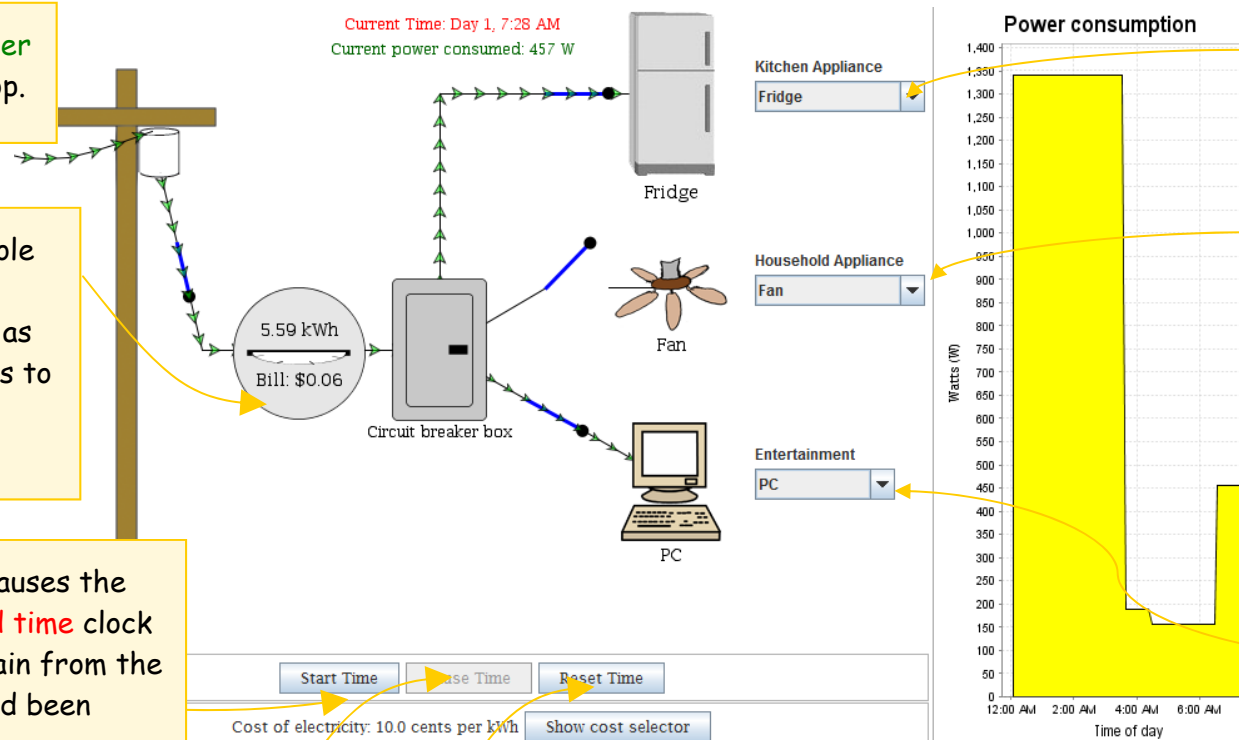 er
op.
Current Time: Day 1, 7:28 AM
Current power consumed: 457 W
Fridge
Kitchen Appliance
Fridge
ole
as
s to
5.59 kWh
Bill: $0.06
Circuit breaker box
Fan
Household Appliance
Fan
PC
Entertainment
PC
auses the
d time clock
ain from the
d been
Start Time
Pause Time
Reset Time
Cost of electricity: 10.0 cents per kWh
Show cost selector
Power consumption
1,400
1,350
1,300
1,250
1,200
1,150
1,100
1,050
1,000
950
900
850
800
750
700
650
600
550
500
450
400
350
300
250
200
150
100
50
0
Watts (W)
12:00 AM 2:00 AM 4:00 AM 6:00 AM
Time of day